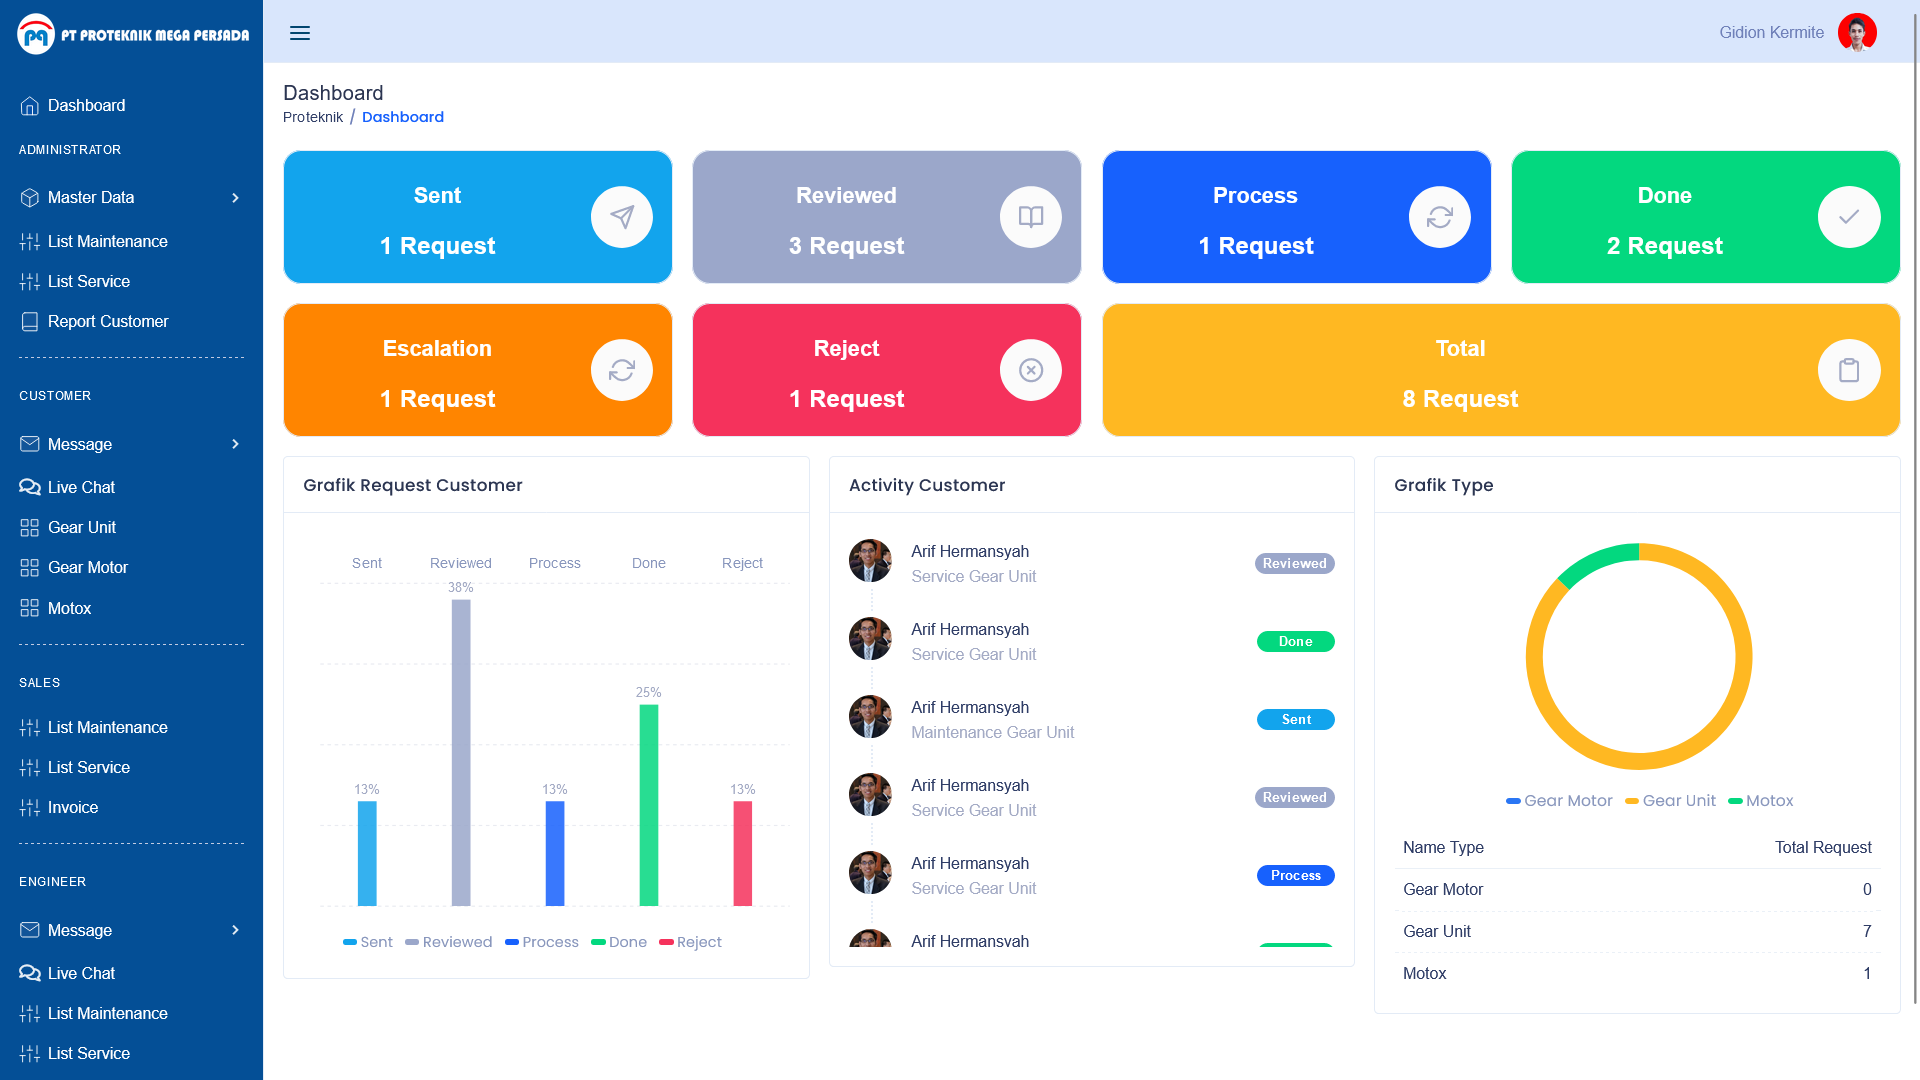 PT PROTEKNIK MEGA PERSADA
Gidion Kermite
Dashboard
ADMINISTRATOR
Master Data
List Maintenance
List Service
Report Customer
CUSTOMER
Message
Live Chat
Gear Unit
Gear Motor
Motox
SALES
List Maintenance
List Service
Invoice
ENGINEER
Message
Live Chat
List Maintenance
List Service
Dashboard
Proteknik / Dashboard
Sent
1 Request
Reviewed
3 Request
Process
1 Request
Done
2 Request
Escalation
1 Request
Reject
1 Request
Total
8 Request
Grafik Request Customer
Sent Reviewed Process Done Reject
38%
25%
13% 13% 13%
Sent Reviewed Process Done Reject
Activity Customer
Arif Hermansyah
Service Gear Unit
Reviewed
Arif Hermansyah
Service Gear Unit
Done
Arif Hermansyah
Maintenance Gear Unit
Sent
Arif Hermansyah
Service Gear Unit
Reviewed
Arif Hermansyah
Service Gear Unit
Process
Arif Hermansyah
Grafik Type
Gear Motor Gear Unit Motox
Name Type Total Request
Gear Motor 0
Gear Unit 7
Motox 1